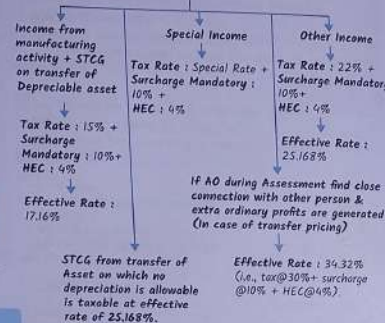 Income from
manufacturing
activity + STCG
on transfer of
Depreciable asset
Tax Rate : 15% +
Surcharge
Mandatory : 10%+
HEC : 4%
Effective Rate :
17.16%
STCG from transfer of
Asset on which no
depreciation is allowable
is taxable at effective
rate of 25.168%.
Special Income
Tax Rate : Special Rate +
Surcharge Mandatory :
10% +
HEC : 4%
Other Income
Tax Rate : 22% +
Surcharge Mandatory
10%+
HEC : 4%
Effective Rate :
25.168%
If AO during Assessment find close
connection with other person &
extra ordinary profits are generated
(In case of transfer pricing)
Effective Rate : 34.32%
(i.e., tax@30%+ surcharge
@10% + HEC@4%).